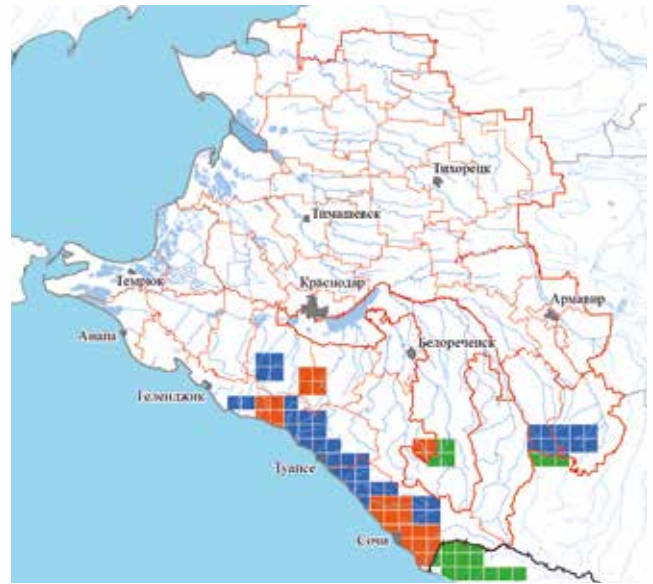 Тихорецк
Тимашевск
Темрюк
Краснодар
Армавир
Анапа
Белореченск
Геленджик
Туапсе
Сочи